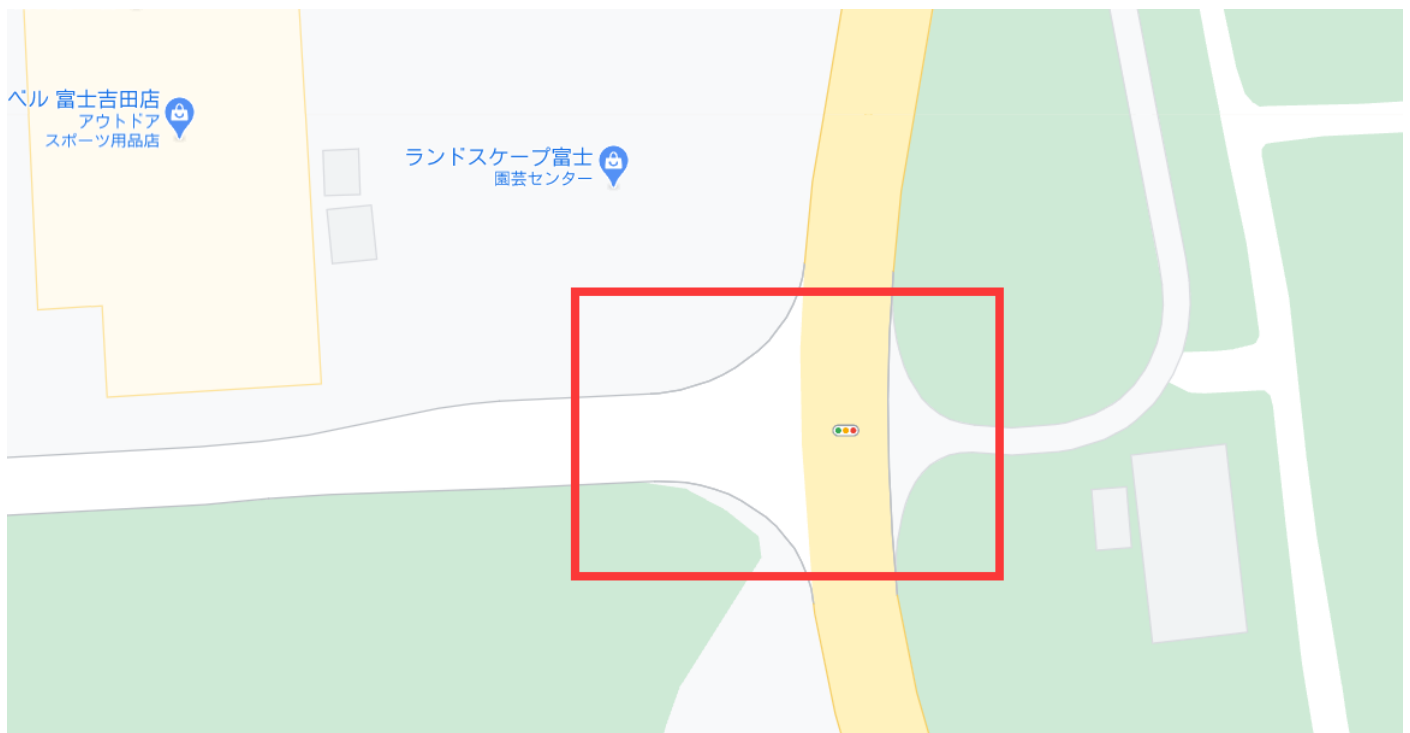 ベル 富士吉田店
アウトドア
スポーツ用品店
ランドスケープ富士
園芸センター